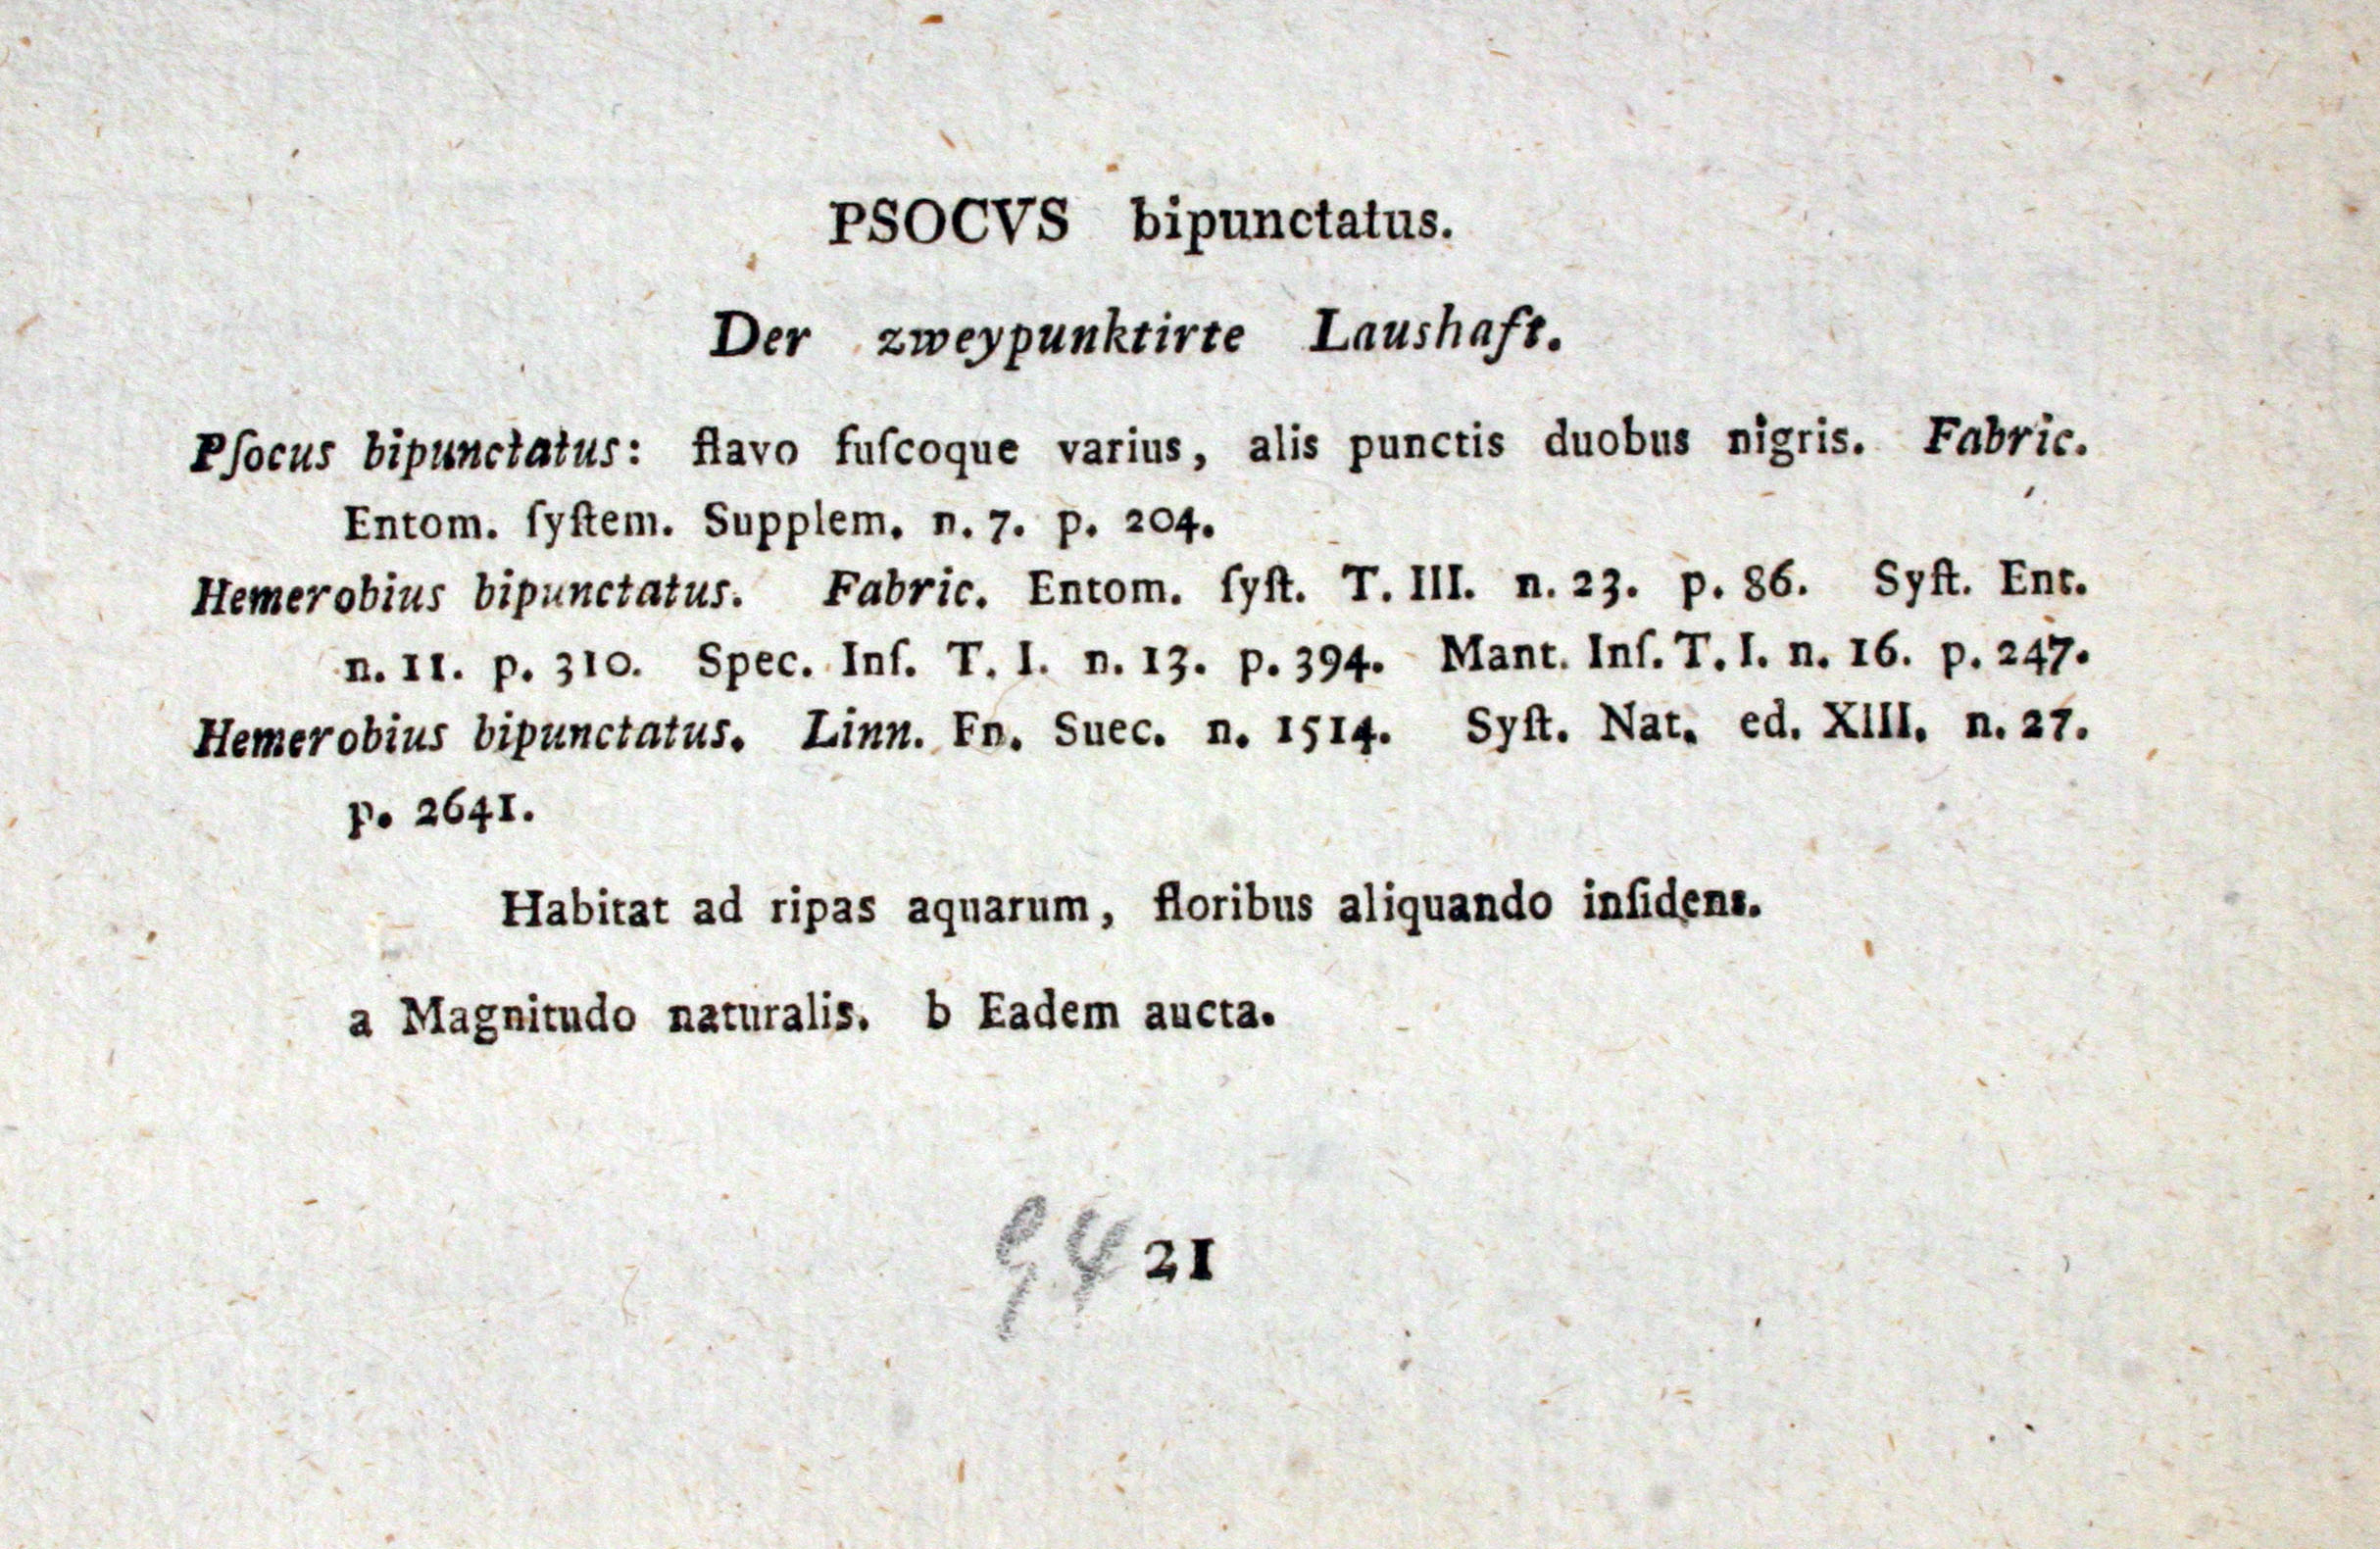 PSOCVS bipunctatus.
Der zweypunktirte Laushaft.
Pſocus bipunctatus: flavo fuſcoque varius, alis punctis duobus nigris. Fabric.
Entom. ſyſtem. Supplem. n. 7. p. 204.
Hemerobius bipunctatus. Fabric. Entom. ſyſt. T. III. n. 23. p. 86. Syſt. Ent.
n. 11. p. 310. Spec. Inſ. T. I. n. 13. p. 394. Mant. Inſ. T. I. n. 16. p. 247.
Hemerobius bipunctatus. Linn. Fn. Suec. n. 1514. Syſt. Nat. ed. XIII. n. 27.
p. 2641.
Habitat ad ripas aquarum, floribus aliquando inſidens.
a Magnitudo naturalis. b Eadem aucta.
94 21